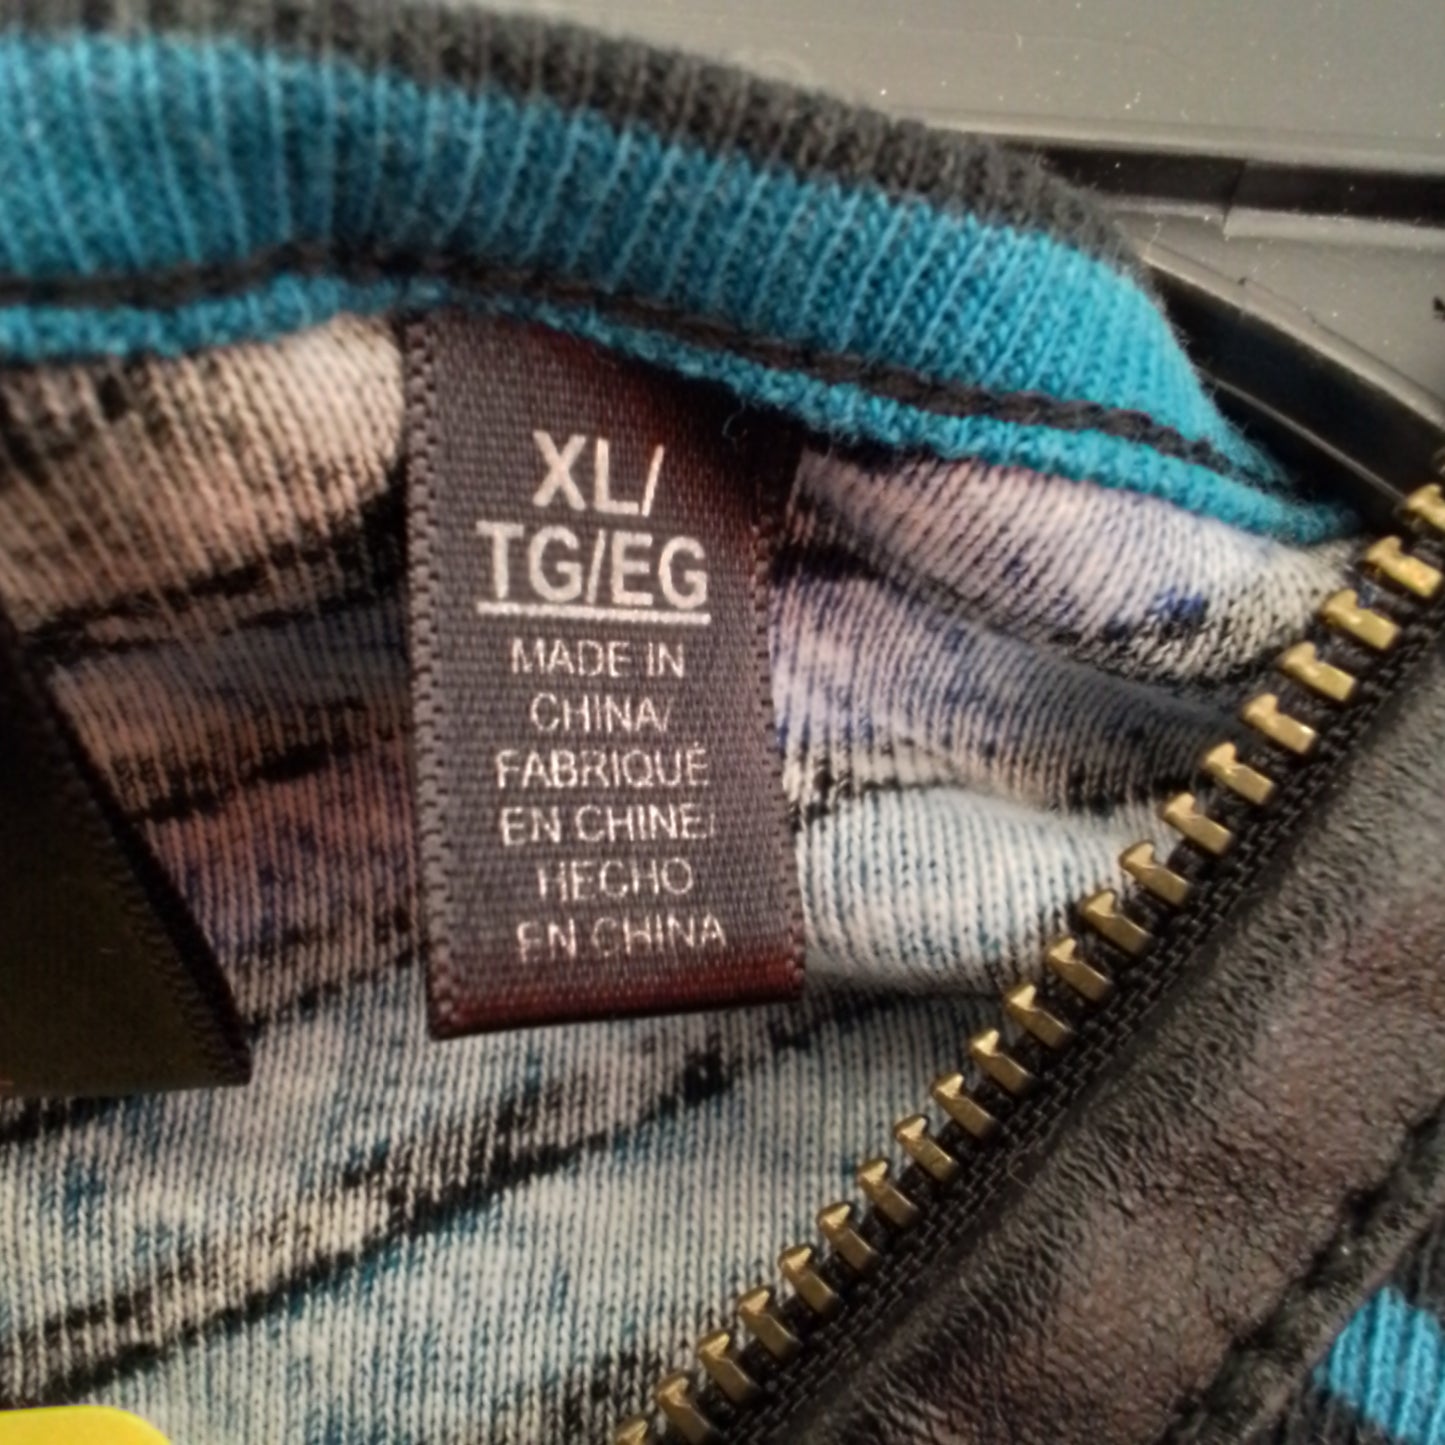 XL/
TG/EG
MADE IN
CHINA/
FABRIQUÉ
EN CHINE/
HECHO
EN CHINA